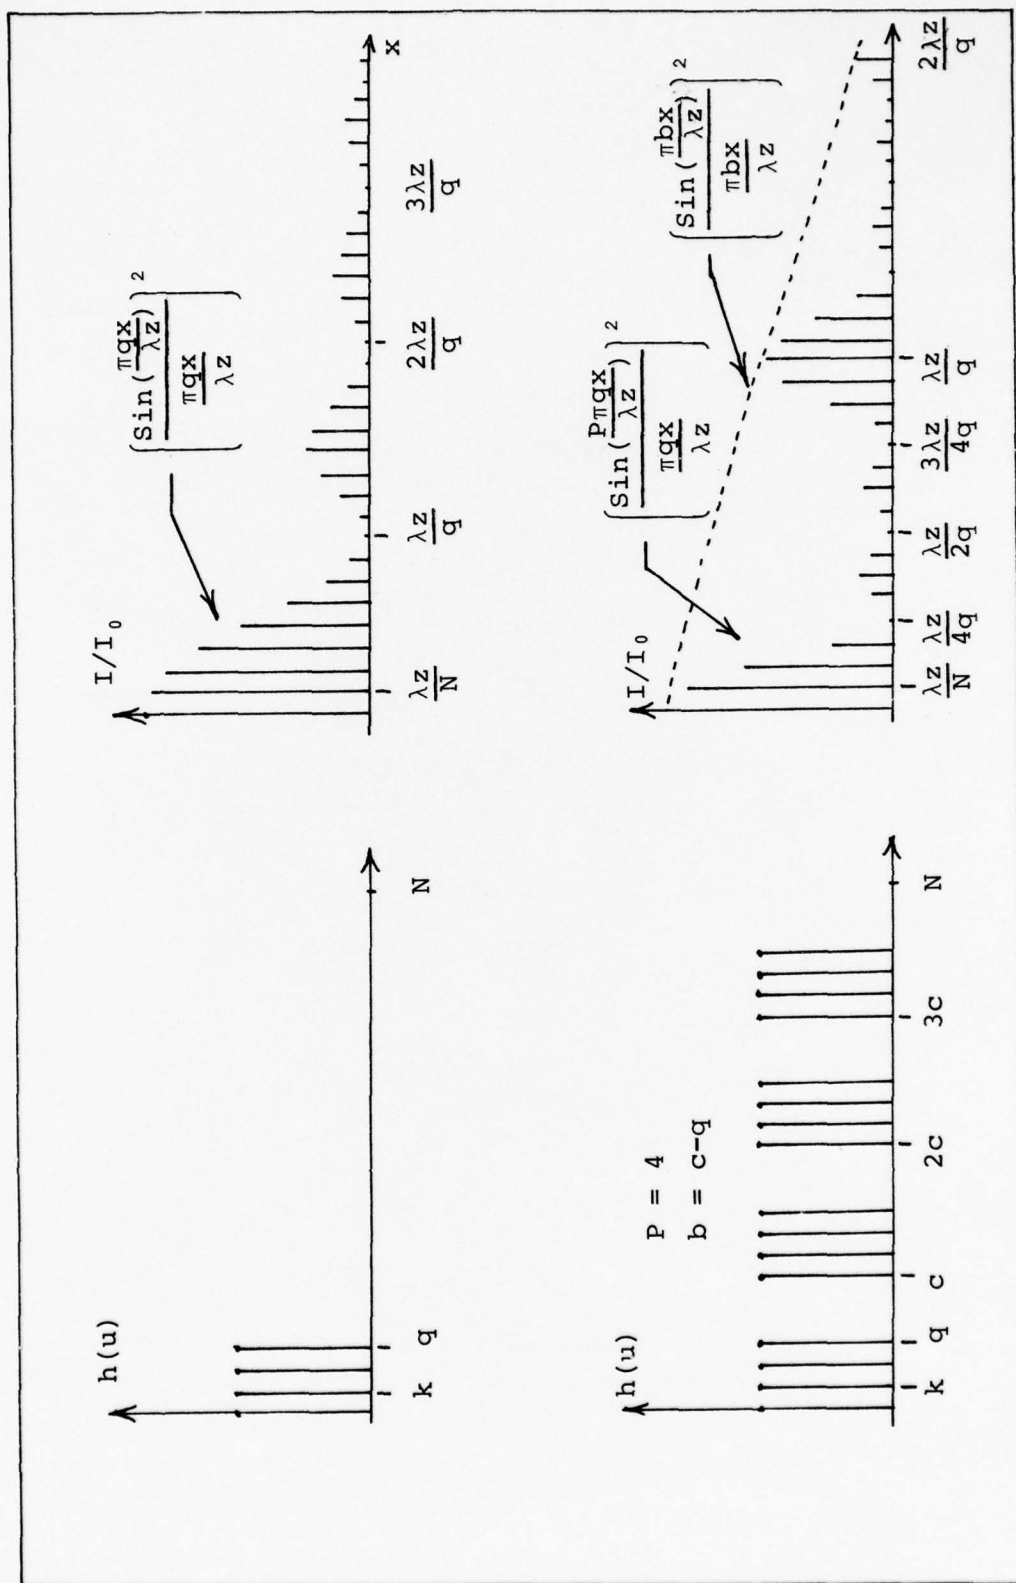 h(u)
k
q
N
I/I₀
(Sin(πqx/λz) / πqx/λz)²
λz/N
λz/q
2λz/q
3λz/q
x
h(u)
P = 4
b = c-q
k
q
c
2c
3c
N
I/I₀
(Sin(Pπqx/λz) / πqx/λz)²
(Sin(πbx/λz) / πbx/λz)²
λz/N
λz/4q
λz/2q
3λz/4q
λz/q
2λz/q